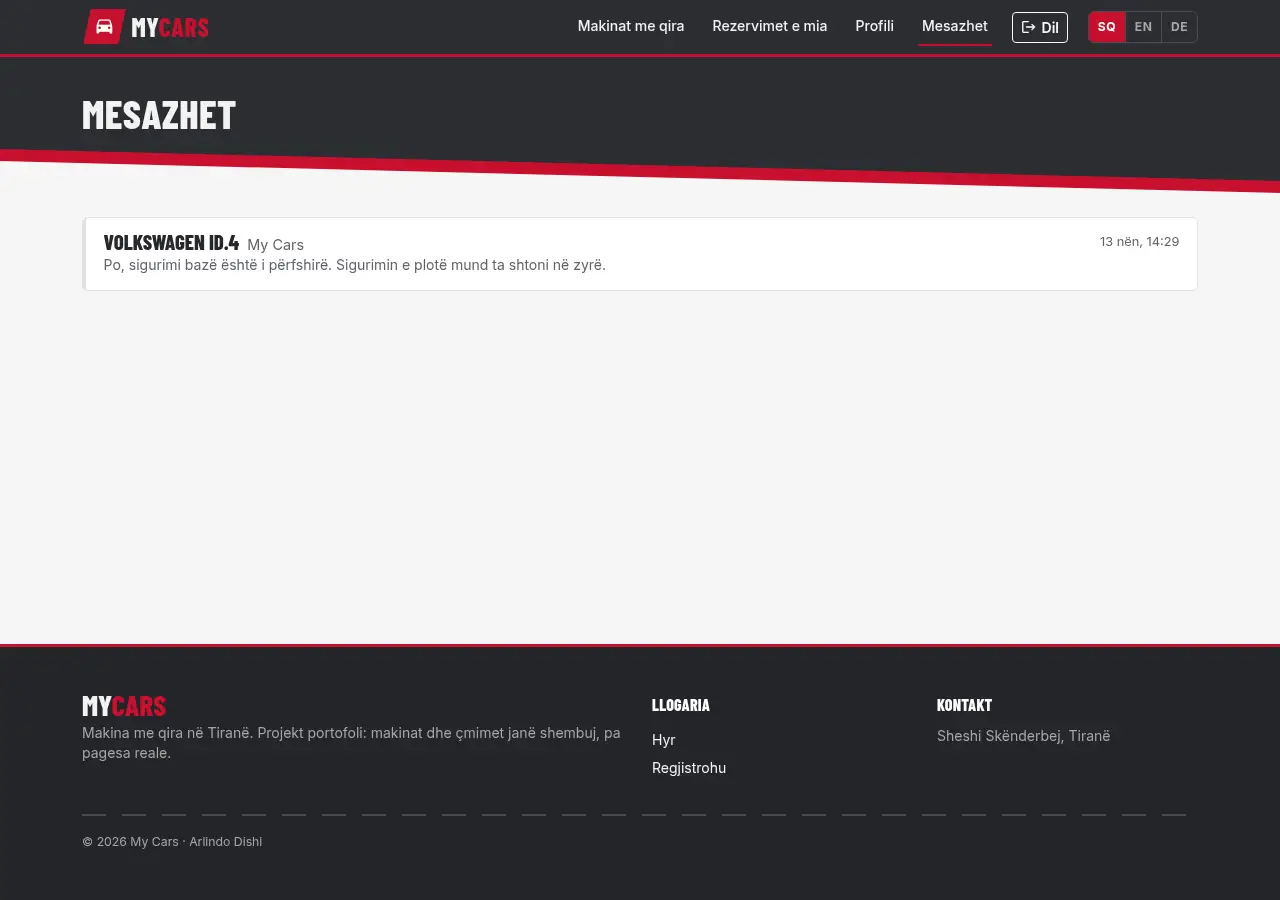 MYCARS
Makinat me qira
Rezervimet e mia
Profili
Mesazhet
Dil
SQ
EN
DE
MESAZHET
VOLKSWAGEN ID.4 My Cars
13 nën, 14:29
Po, sigurimi bazë është i përfshirë. Sigurimin e plotë mund ta shtoni në zyrë.
MYCARS
Makina me qira në Tiranë. Projekt portofoli: makinat dhe çmimet janë shembuj, pa
pagesa reale.
LLOGARIA
Hyr
Regjistrohu
KONTAKT
Sheshi Skënderbej, Tiranë
© 2026 My Cars · Arlindo Dishi